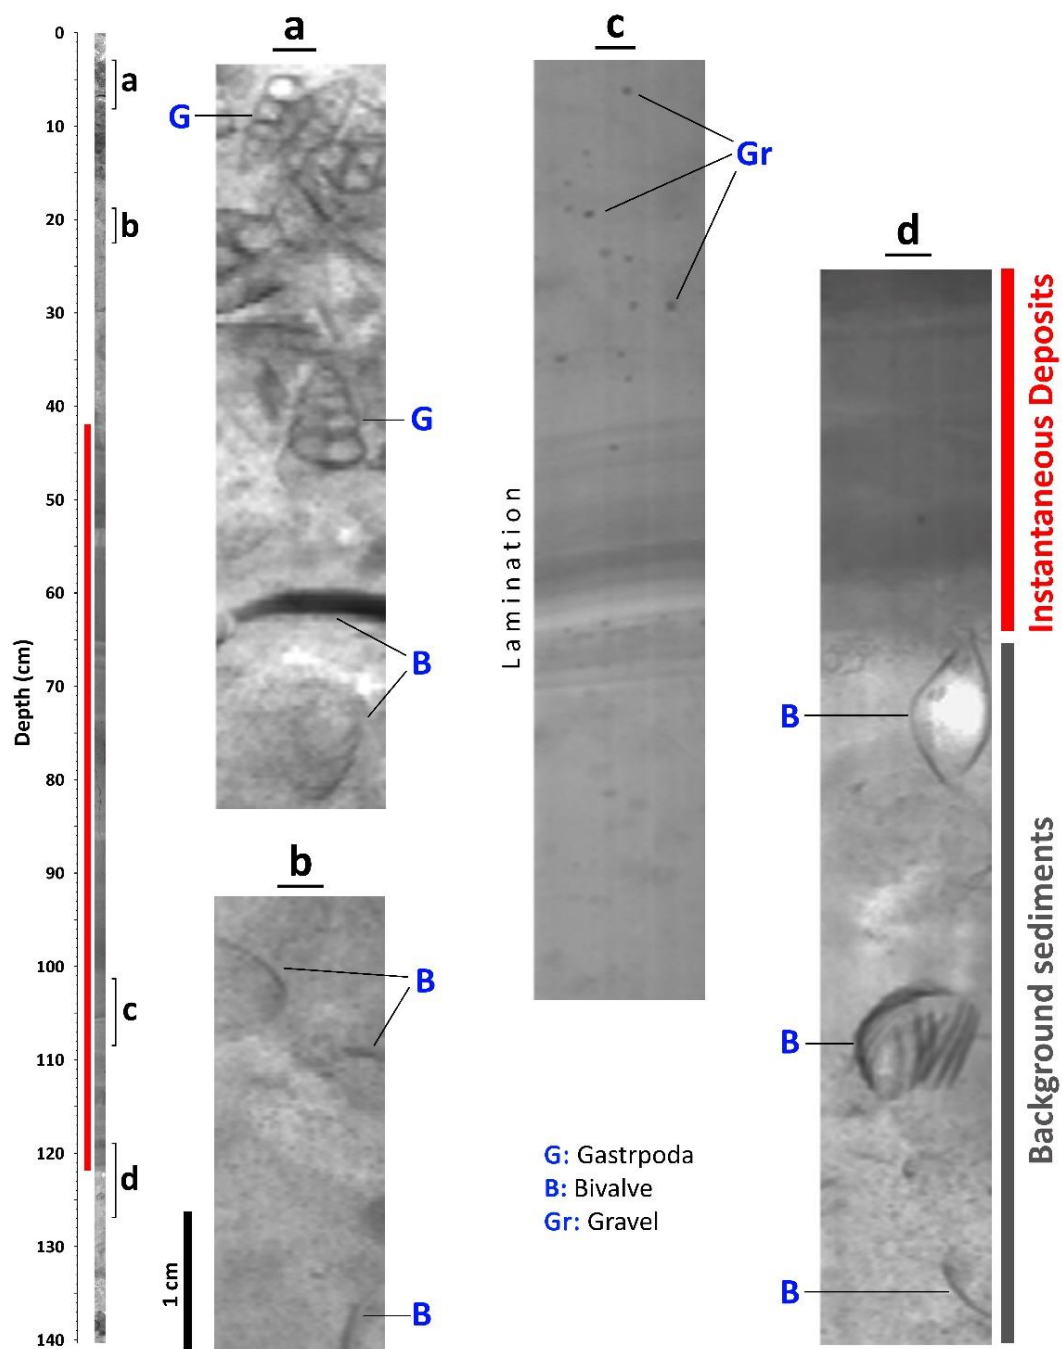 0
10
20
30
40
50
60
70
80
90
100
110
120
130
140
Depth (cm)
a
b
c
d
a
G
G
B
b
B
B
1 cm
c
Gr
Lamination
G: Gastrpoda
B: Bivalve
Gr: Gravel
d
B
B
B
Instantaneous Deposits
Background sediments